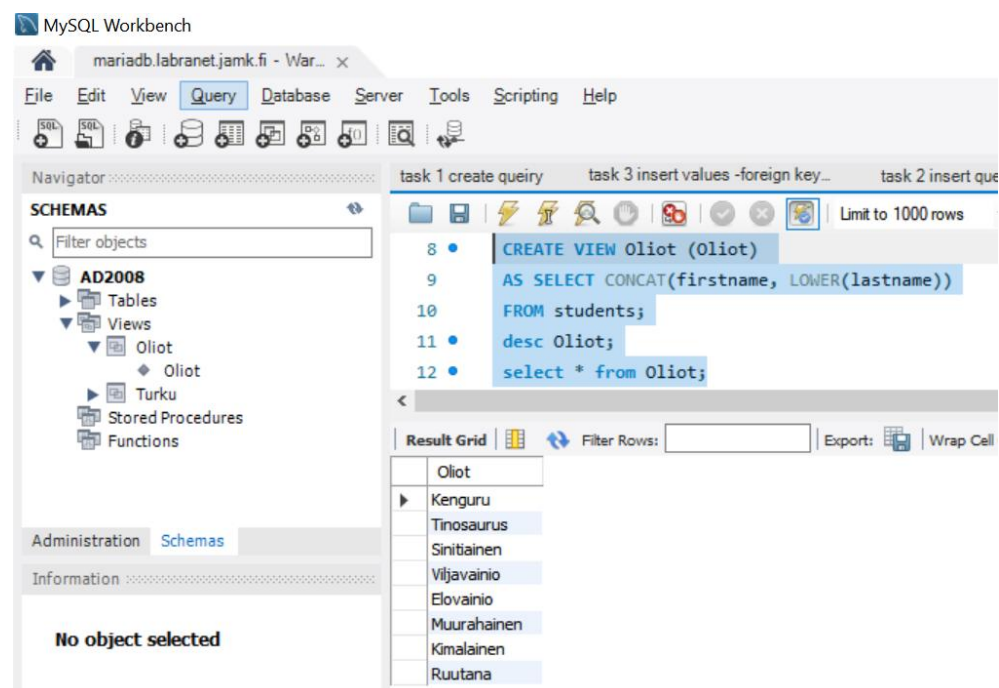 MySQL Workbench
mariadb.labranet.jamk.fi - War...
File Edit View Query Database Server Tools Scripting Help
Navigator
SCHEMAS
Filter objects
AD2008
Tables
Views
Oliot
Oliot
Turku
Stored Procedures
Functions
Administration Schemas
Information
No object selected
task 1 create queiry task 3 insert values -foreign key... task 2 insert que
Limit to 1000 rows
8 CREATE VIEW Oliot (Oliot)
9 AS SELECT CONCAT(firstname, LOWER(lastname))
10 FROM students;
11 desc Oliot;
12 select * from Oliot;
Result Grid Filter Rows: Export: Wrap Cell
Oliot
Kenguru
Tinosaurus
Sinitiainen
Viljavainio
Elovainio
Muurahainen
Kimalainen
Ruutana